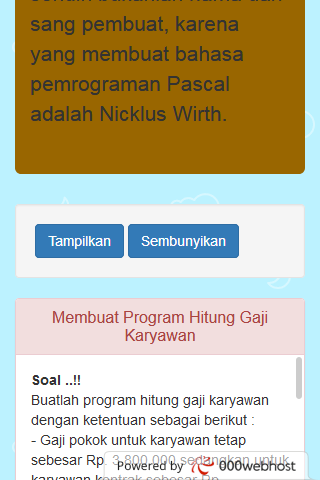 sang pembuat, karena
yang membuat bahasa
pemrograman Pascal
adalah Nicklus Wirth.
Tampilkan
Sembunyikan
Membuat Program Hitung Gaji
Karyawan
Soal ..!!
Buatlah program hitung gaji karyawan
dengan ketentuan sebagai berikut :
- Gaji pokok untuk karyawan tetap
sebesar Rp. 3.800.000 sedangkan untuk
karyawan kontrak sebesar Rp.
Powered by 000webhost